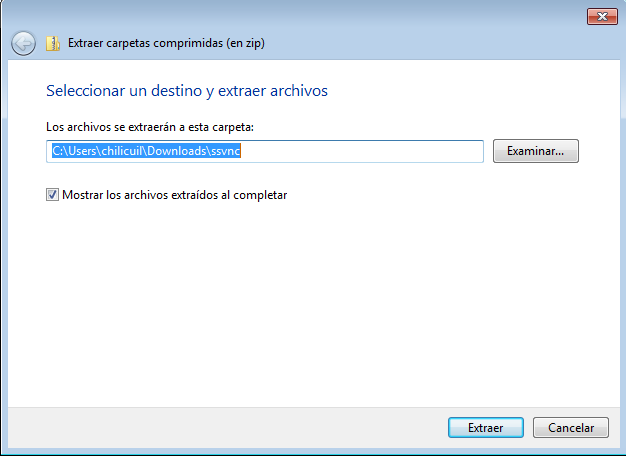 Extraer carpetas comprimidas (en zip)
Seleccionar un destino y extraer archivos
Los archivos se extraerán a esta carpeta:
C:\Users\chilicuil\Downloads\ssvnc
Examinar...
Mostrar los archivos extraídos al completar
Extraer
Cancelar